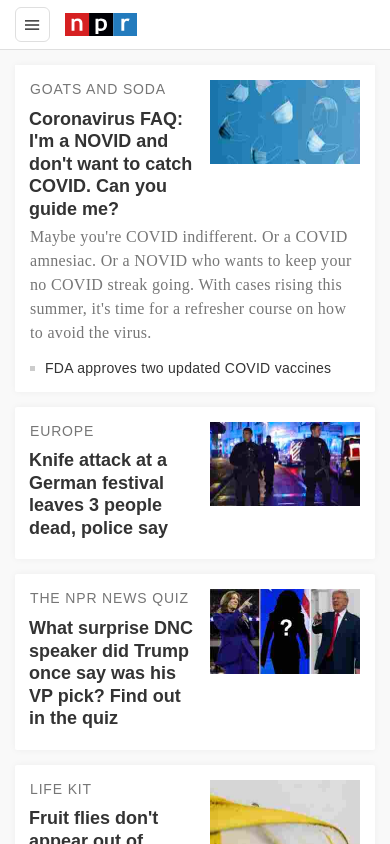 npr
GOATS AND SODA
Coronavirus FAQ:
I'm a NOVID and
don't want to catch
COVID. Can you
guide me?
Maybe you're COVID indifferent. Or a COVID
amnesiac. Or a NOVID who wants to keep your
no COVID streak going. With cases rising this
summer, it's time for a refresher course on how
to avoid the virus.
FDA approves two updated COVID vaccines
EUROPE
Knife attack at a
German festival
leaves 3 people
dead, police say
THE NPR NEWS QUIZ
What surprise DNC
speaker did Trump
once say was his
VP pick? Find out
in the quiz
?
LIFE KIT
Fruit flies don't
appear out of